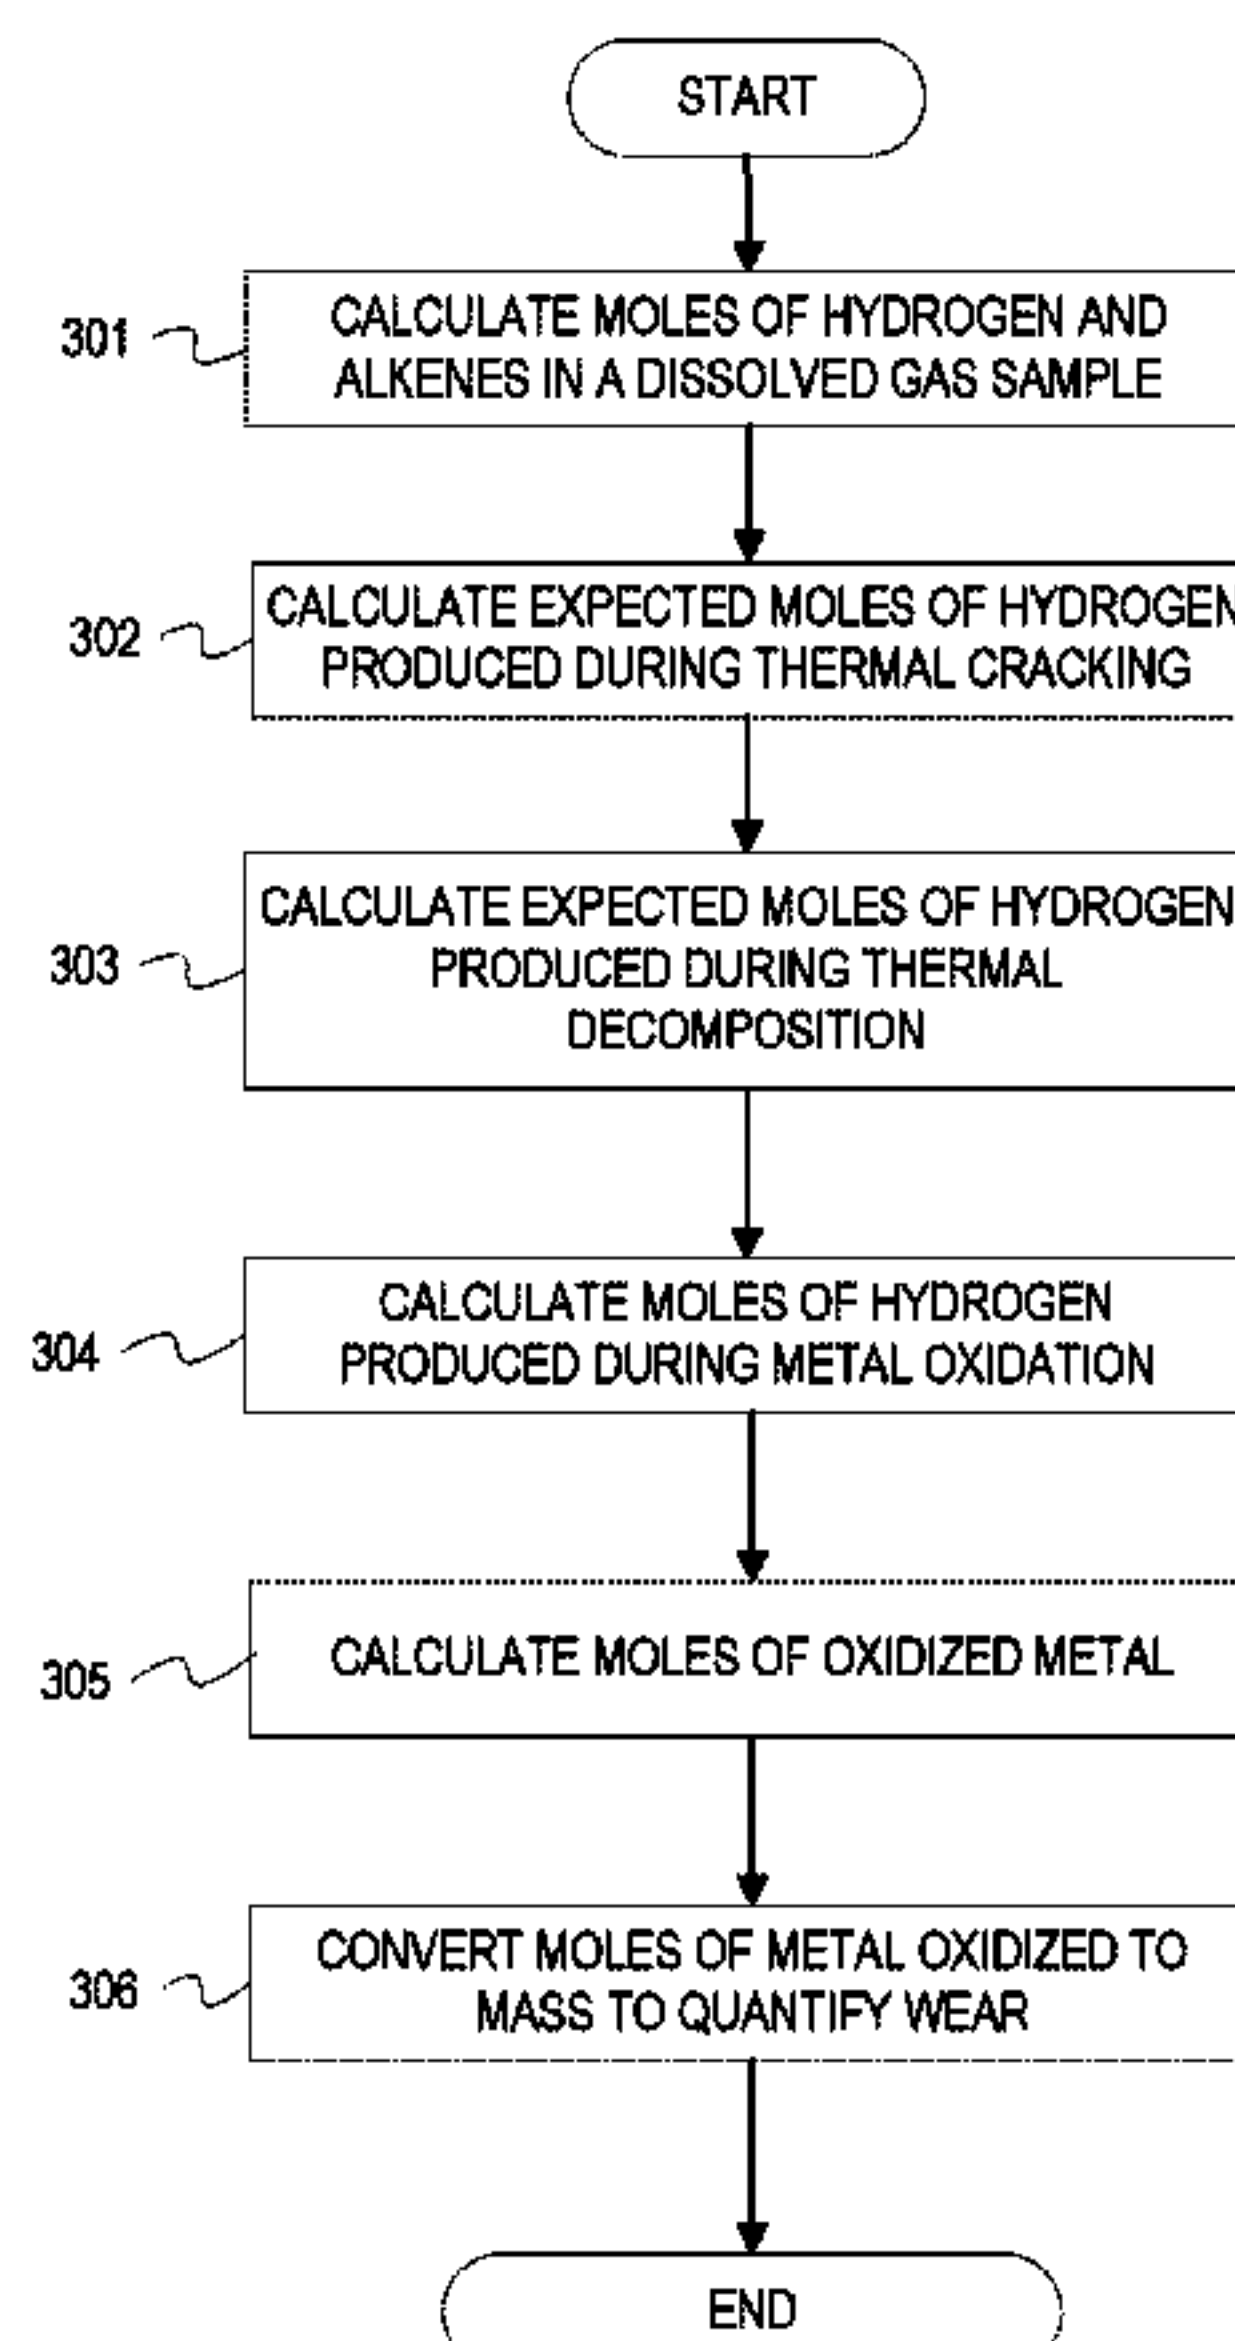 START
301
CALCULATE MOLES OF HYDROGEN AND
ALKENES IN A DISSOLVED GAS SAMPLE
302
CALCULATE EXPECTED MOLES OF HYDROGEN
PRODUCED DURING THERMAL CRACKING
303
CALCULATE EXPECTED MOLES OF HYDROGEN
PRODUCED DURING THERMAL
DECOMPOSITION
304
CALCULATE MOLES OF HYDROGEN
PRODUCED DURING METAL OXIDATION
305
CALCULATE MOLES OF OXIDIZED METAL
306
CONVERT MOLES OF METAL OXIDIZED TO
MASS TO QUANTIFY WEAR
END